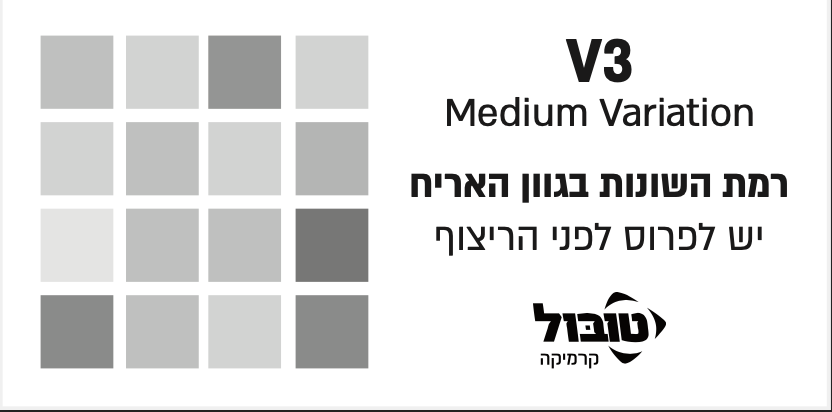 V3
Medium Variation
רמת השונות בגוון האריח
יש לפרוס לפני הריצוף
טובול
קרמיקה